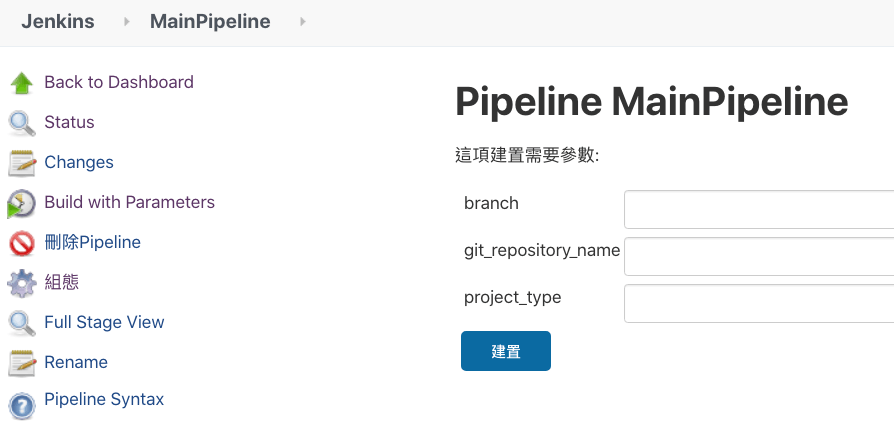 Jenkins MainPipeline
Back to Dashboard
Status
Changes
Build with Parameters
刪除Pipeline
組態
Full Stage View
Rename
Pipeline Syntax
Pipeline MainPipeline
這項建置需要參數:
branch
git_repository_name
project_type
建置